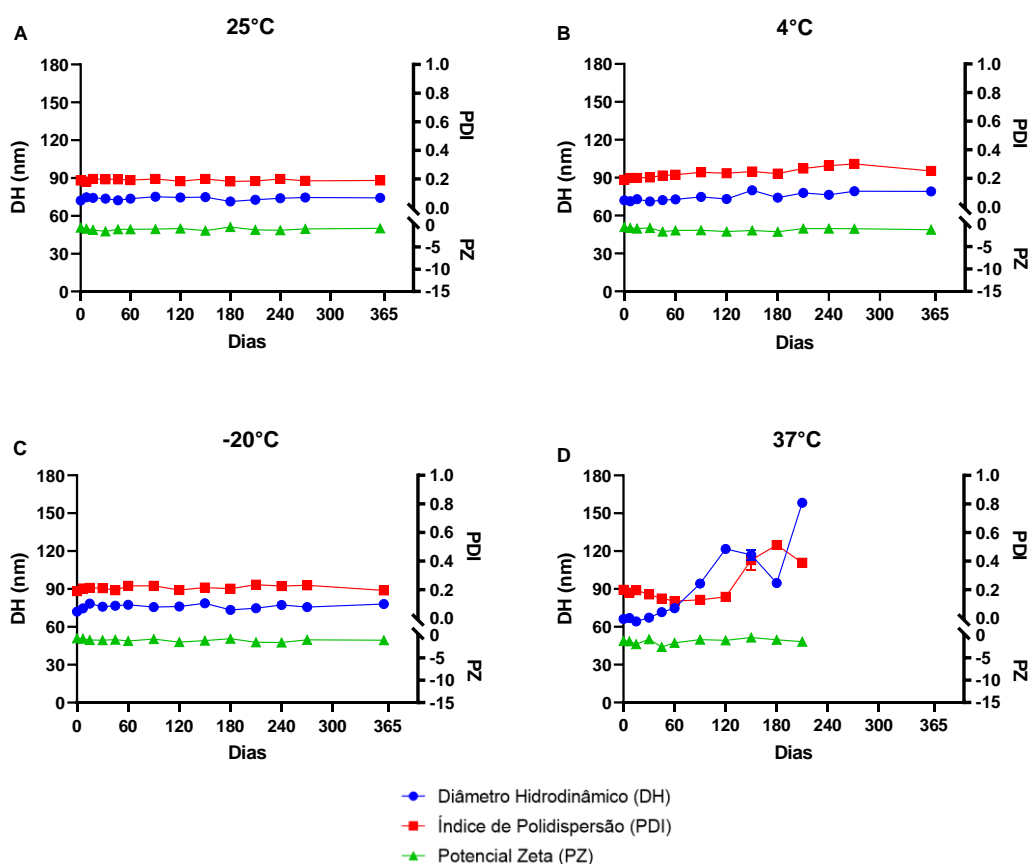 A
25°C
180
150
120
90
60
30
0
DH (nm)
1.0
0.8
0.6
0.4
0.2
0.0
PDI
0
-5
-10
-15
PZ
0 60 120 180 240 300 365
Dias
B
4°C
180
150
120
90
60
30
0
DH (nm)
1.0
0.8
0.6
0.4
0.2
0.0
PDI
0
-5
-10
-15
PZ
0 60 120 180 240 300 365
Dias
C
-20°C
180
150
120
90
60
30
0
DH (nm)
1.0
0.8
0.6
0.4
0.2
0.0
PDI
0
-5
-10
-15
PZ
0 60 120 180 240 300 365
Dias
D
37°C
180
150
120
90
60
30
0
DH (nm)
1.0
0.8
0.6
0.4
0.2
0.0
PDI
0
-5
-10
-15
PZ
0 60 120 180 240 300 365
Dias
Diâmetro Hidrodinâmico (DH)
Índice de Polidispersão (PDI)
Potencial Zeta (PZ)